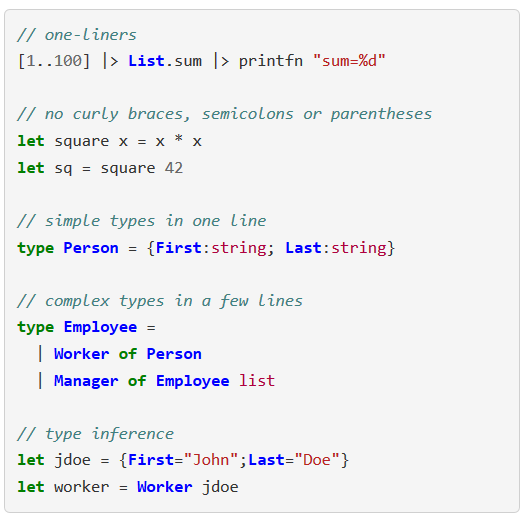 // one-liners
[1..100] |> List.sum |> printfn "sum=%d"
// no curly braces, semicolons or parentheses
let square x = x * x
let sq = square 42
// simple types in one line
type Person = {First:string; Last:string}
// complex types in a few lines
type Employee =
  | Worker of Person
  | Manager of Employee list
// type inference
let jdoe = {First="John";Last="Doe"}
let worker = Worker jdoe